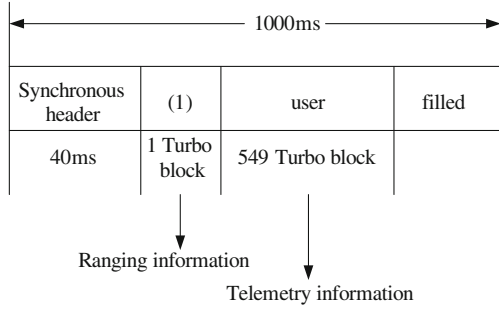 1000ms
Synchronous header
(1)
user
filled
40ms
1 Turbo block
549 Turbo block
Ranging information
Telemetry information